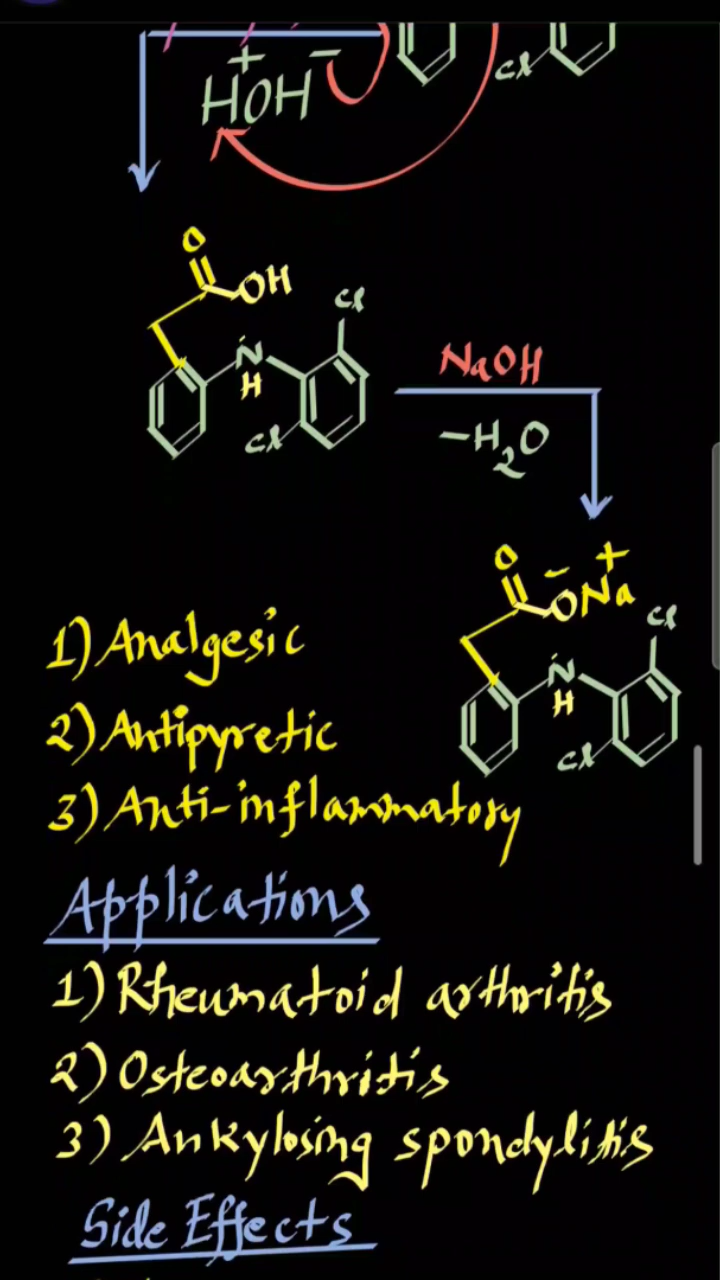 Cl
+ -
HOH
O
OH
Cl
N
H
Cl
NaOH
-H₂O
O
- +
ONa
Cl
N
H
Cl
1) Analgesic
2) Antipyretic
3) Anti-inflammatory
Applications
1) Rheumatoid arthritis
2) Osteoarthritis
3) Ankylosing spondylitis
Side Effects